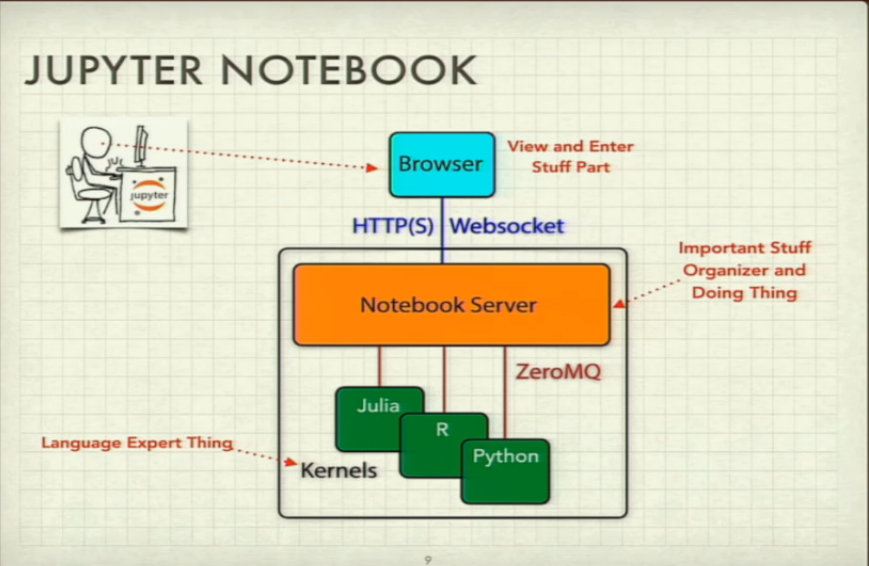 JUPYTER NOTEBOOK
jupyter
Browser
View and Enter
Stuff Part
HTTP(S) Websocket
Important Stuff
Organizer and
Doing Thing
Notebook Server
ZeroMQ
Julia
R
Python
Language Expert Thing
Kernels
9